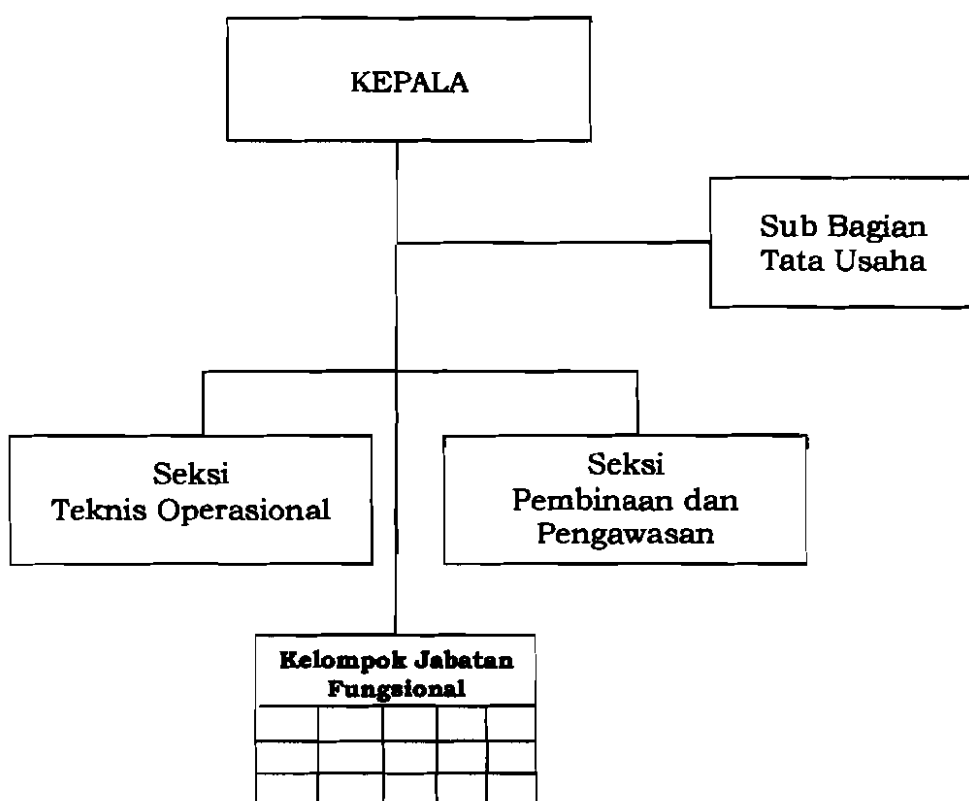 KEPALA
Sub Bagian
Tata Usaha
Seksi
Teknis Operasional
Seksi
Pembinaan dan
Pengawasan
Kelompok Jabatan
Fungsional